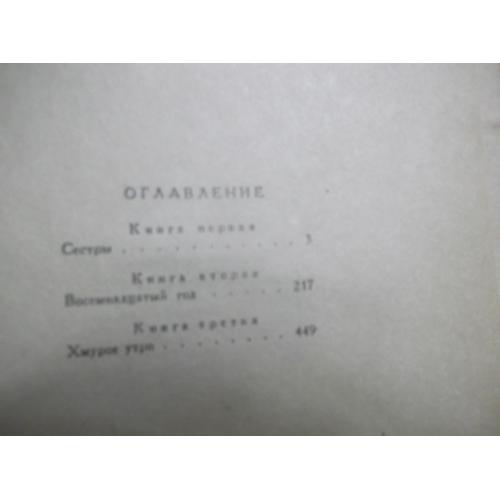 ОГЛАВЛЕНИЕ
Книга первая
Сестры . . . . . . . . . . . 3
Книга вторая
Восемнадцатый год . . . . . . 217
Книга третья
Хмурое утро . . . . . . . . 449